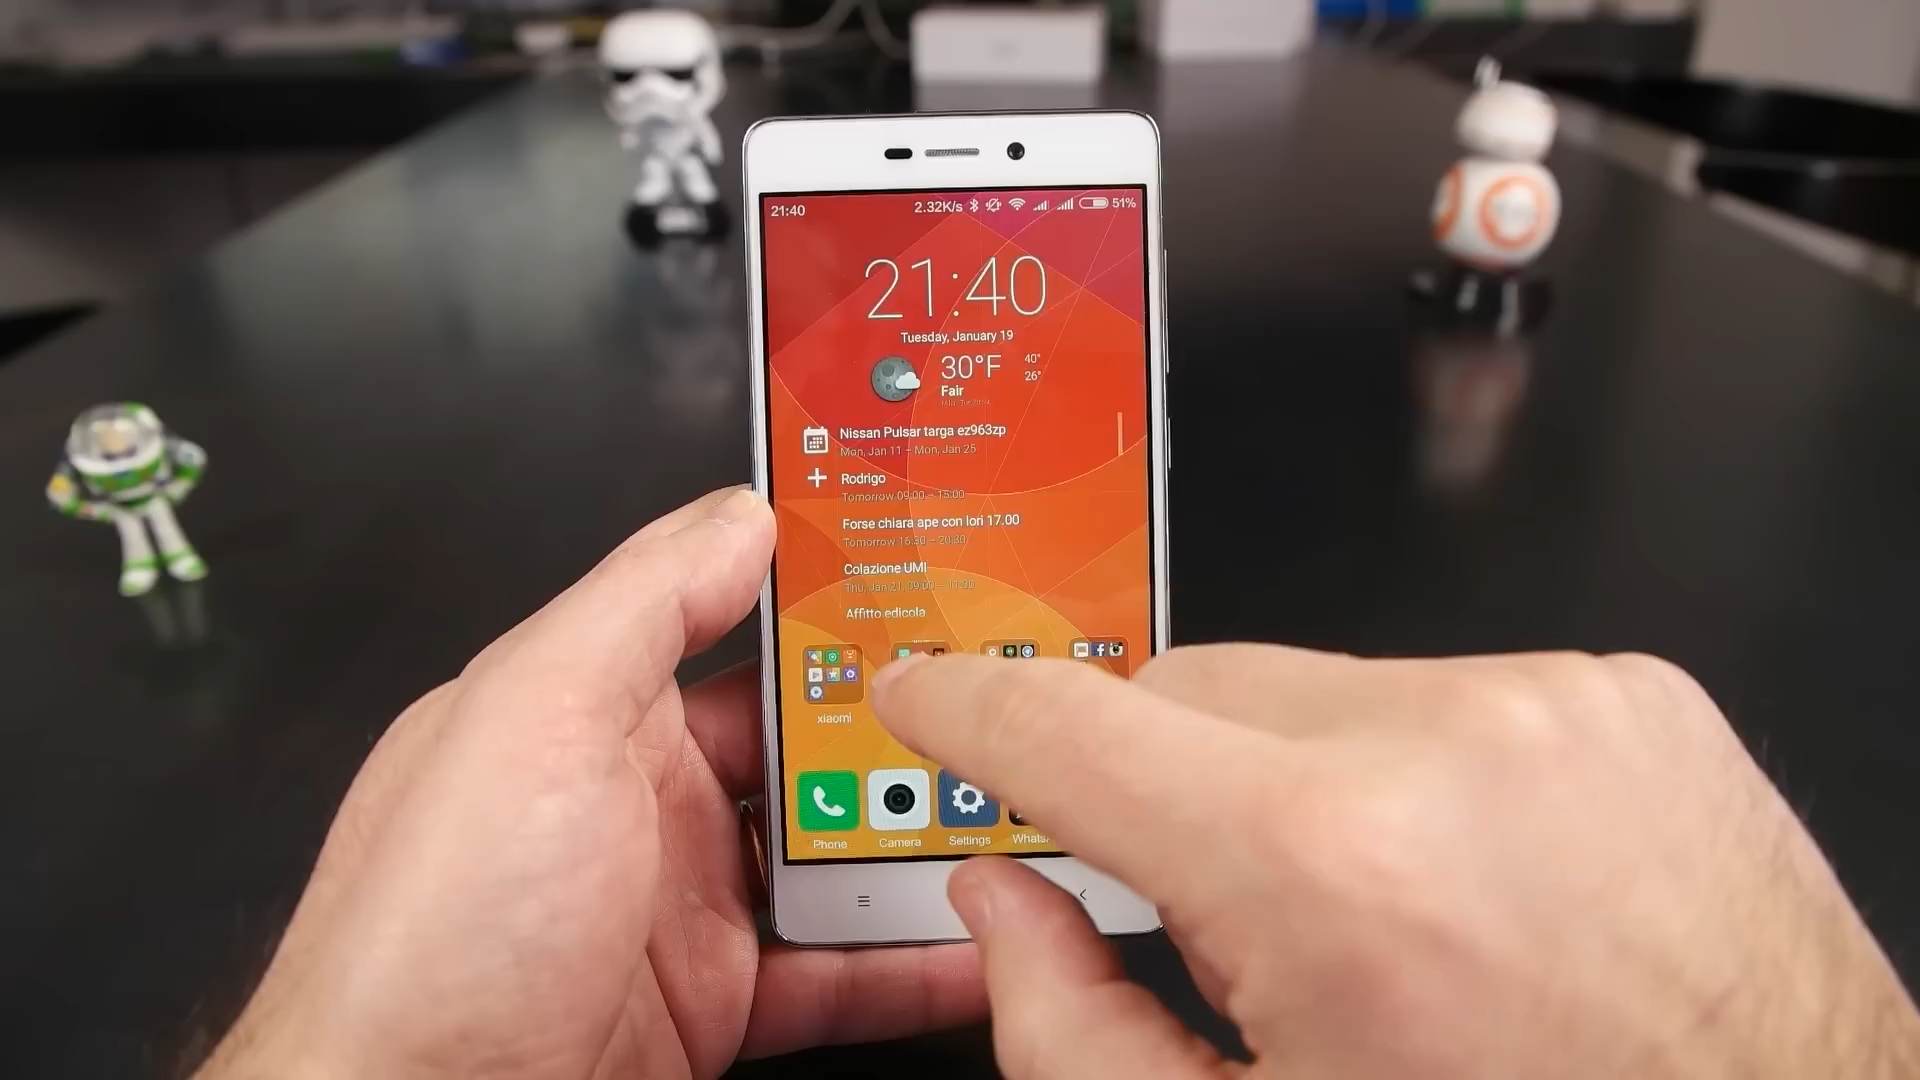 21:40 2.32K/s 51%
21:40
Tuesday, January 19
30°F 40°
26°
Fair
Nissan Pulsar targa ez963zp
Mon, Jan 11 – Mon, Jan 25
Rodrigo
Tomorrow 09:00 – 15:00
Forse chiara ape con lori 17.00
Tomorrow 16:30 – 20:30
Colazione UMI
Thu, Jan 21, 09:00 – 11:00
Affitto edicola
xiaomi
Phone Camera Settings Whats